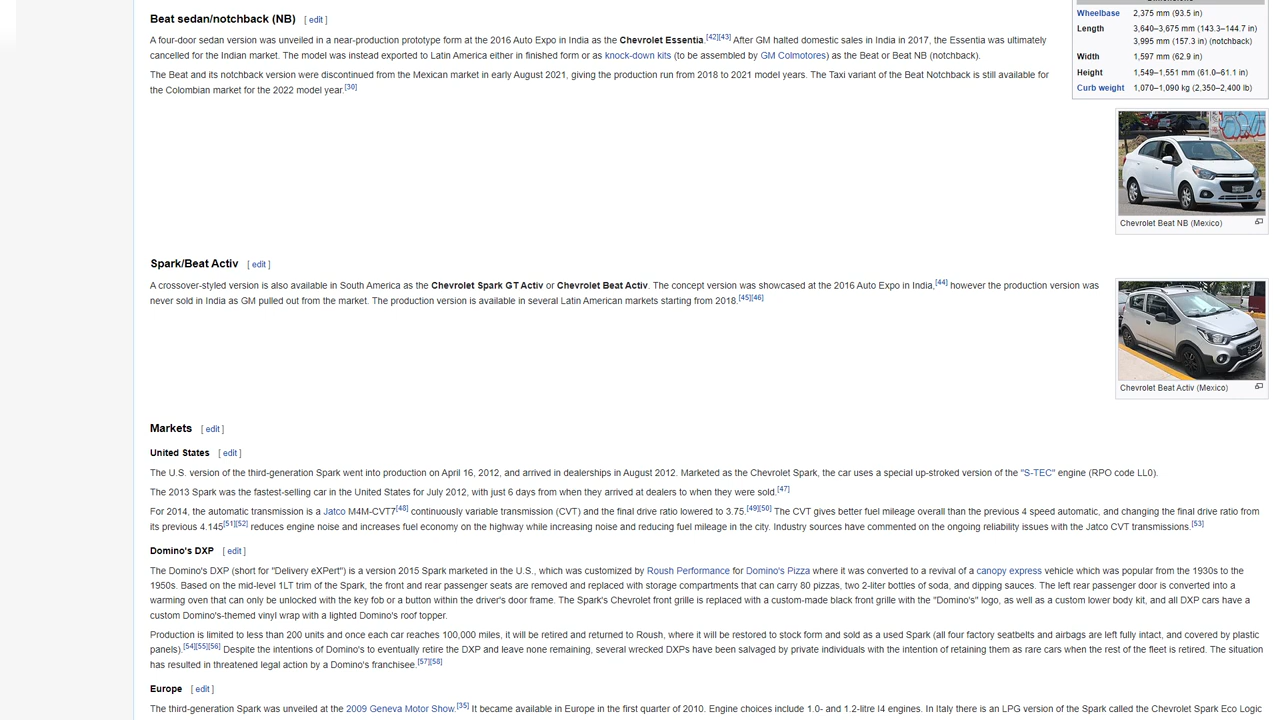 Dimensions
Wheelbase 2,375 mm (93.5 in)
Length 3,640–3,675 mm (143.3–144.7 in)
3,995 mm (157.3 in) (notchback)
Width 1,597 mm (62.9 in)
Height 1,549–1,551 mm (61.0–61.1 in)
Curb weight 1,070–1,090 kg (2,350–2,400 lb)
Beat sedan/notchback (NB) [ edit ]
A four-door sedan version was unveiled in a near-production prototype form at the 2016 Auto Expo in India as the Chevrolet Essentia.[42][43] After GM halted domestic sales in India in 2017, the Essentia was ultimately
cancelled for the Indian market. The model was instead exported to Latin America either in finished form or as knock-down kits (to be assembled by GM Colmotores) as the Beat or Beat NB (notchback).
The Beat and its notchback version were discontinued from the Mexican market in early August 2021, giving the production run from 2018 to 2021 model years. The Taxi variant of the Beat Notchback is still available for
the Colombian market for the 2022 model year.[30]
Chevrolet Beat NB (Mexico)
Spark/Beat Activ [ edit ]
A crossover-styled version is also available in South America as the Chevrolet Spark GT Activ or Chevrolet Beat Activ. The concept version was showcased at the 2016 Auto Expo in India,[44] however the production version was
never sold in India as GM pulled out from the market. The production version is available in several Latin American markets starting from 2018.[45][46]
Chevrolet Beat Activ (Mexico)
Markets [ edit ]
United States [ edit ]
The U.S. version of the third-generation Spark went into production on April 16, 2012, and arrived in dealerships in August 2012. Marketed as the Chevrolet Spark, the car uses a special up-stroked version of the "S-TEC" engine (RPO code LL0).
The 2013 Spark was the fastest-selling car in the United States for July 2012, with just 6 days from when they arrived at dealers to when they were sold.[47]
For 2014, the automatic transmission is a Jatco M4M-CVT7[48] continuously variable transmission (CVT) and the final drive ratio lowered to 3.75.[49][50] The CVT gives better fuel mileage overall than the previous 4 speed automatic, and changing the final drive ratio from
its previous 4.145[51][52] reduces engine noise and increases fuel economy on the highway while increasing noise and reducing fuel mileage in the city. Industry sources have commented on the ongoing reliability issues with the Jatco CVT transmissions.[53]
Domino's DXP [ edit ]
The Domino's DXP (short for "Delivery eXPert") is a version 2015 Spark marketed in the U.S., which was customized by Roush Performance for Domino's Pizza where it was converted to a revival of a canopy express vehicle which was popular from the 1930s to the
1950s. Based on the mid-level 1LT trim of the Spark, the front and rear passenger seats are removed and replaced with storage compartments that can carry 80 pizzas, two 2-liter bottles of soda, and dipping sauces. The left rear passenger door is converted into a
warming oven that can only be unlocked with the key fob or a button within the driver's door frame. The Spark's Chevrolet front grille is replaced with a custom-made black front grille with the "Domino's" logo, as well as a custom lower body kit, and all DXP cars have a
custom Domino's-themed vinyl wrap with a lighted Domino's roof topper.
Production is limited to less than 200 units and once each car reaches 100,000 miles, it will be retired and returned to Roush, where it will be restored to stock form and sold as a used Spark (all four factory seatbelts and airbags are left fully intact, and covered by plastic
panels).[54][55][56] Despite the intentions of Domino's to eventually retire the DXP and leave none remaining, several wrecked DXPs have been salvaged by private individuals with the intention of retaining them as rare cars when the rest of the fleet is retired. The situation
has resulted in threatened legal action by a Domino's franchisee.[57][58]
Europe [ edit ]
The third-generation Spark was unveiled at the 2009 Geneva Motor Show.[35] It became available in Europe in the first quarter of 2010. Engine choices include 1.0- and 1.2-litre I4 engines. In Italy there is an LPG version of the Spark called the Chevrolet Spark Eco Logic